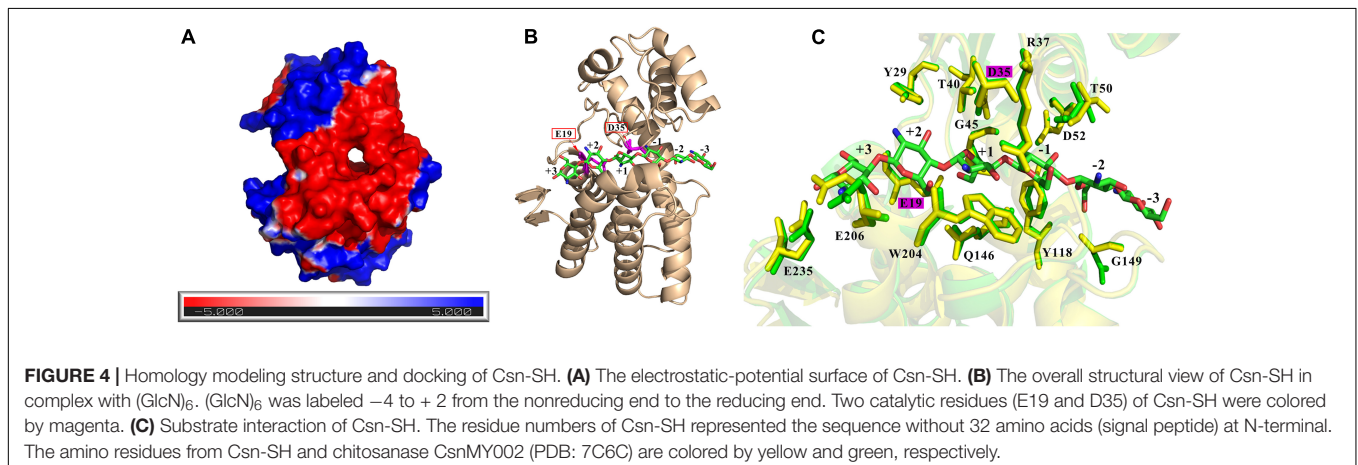 A
B
C
R37
Y29
T40
D35
T50
E19
D35
G45
D52
+3
+2
+1
-1
-2
-3
+3
+2
+1
-1
-2
-3
E19
E206
E235
W204
Q146
Y118
G149
-5.000 5.000
FIGURE 4 | Homology modeling structure and docking of Csn-SH. (A) The electrostatic-potential surface of Csn-SH. (B) The overall structural view of Csn-SH in
complex with (GlcN)6. (GlcN)6 was labeled −4 to + 2 from the nonreducing end to the reducing end. Two catalytic residues (E19 and D35) of Csn-SH were colored
by magenta. (C) Substrate interaction of Csn-SH. The residue numbers of Csn-SH represented the sequence without 32 amino acids (signal peptide) at N-terminal.
The amino residues from Csn-SH and chitosanase CsnMY002 (PDB: 7C6C) are colored by yellow and green, respectively.